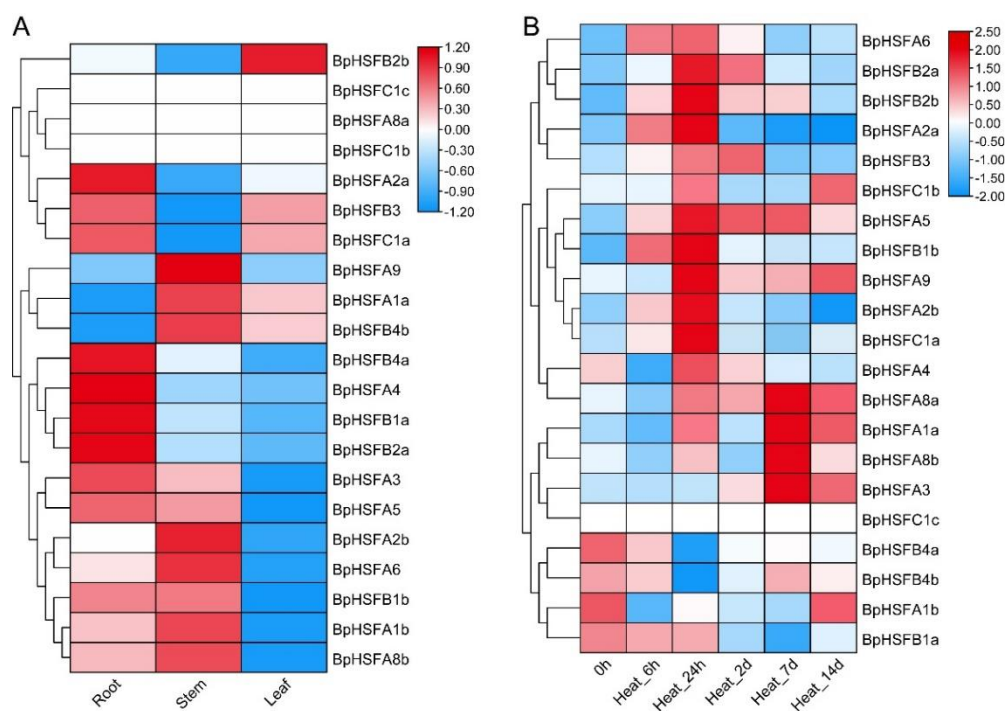 A
1.20
0.90
0.60
0.30
0.00
-0.30
-0.60
-0.90
-1.20
BpHSFB2b
BpHSFC1c
BpHSFA8a
BpHSFC1b
BpHSFA2a
BpHSFB3
BpHSFC1a
BpHSFA9
BpHSFA1a
BpHSFB4b
BpHSFB4a
BpHSFA4
BpHSFB1a
BpHSFB2a
BpHSFA3
BpHSFA5
BpHSFA2b
BpHSFA6
BpHSFB1b
BpHSFA1b
BpHSFA8b
Root
Stem
Leaf
B
2.50
2.00
1.50
1.00
0.50
0.00
-0.50
-1.00
-1.50
-2.00
BpHSFA6
BpHSFB2a
BpHSFB2b
BpHSFA2a
BpHSFB3
BpHSFC1b
BpHSFA5
BpHSFB1b
BpHSFA9
BpHSFA2b
BpHSFC1a
BpHSFA4
BpHSFA8a
BpHSFA1a
BpHSFA8b
BpHSFA3
BpHSFC1c
BpHSFB4a
BpHSFB4b
BpHSFA1b
BpHSFB1a
0h
Heat_6h
Heat_24h
Heat_2d
Heat_7d
Heat_14d